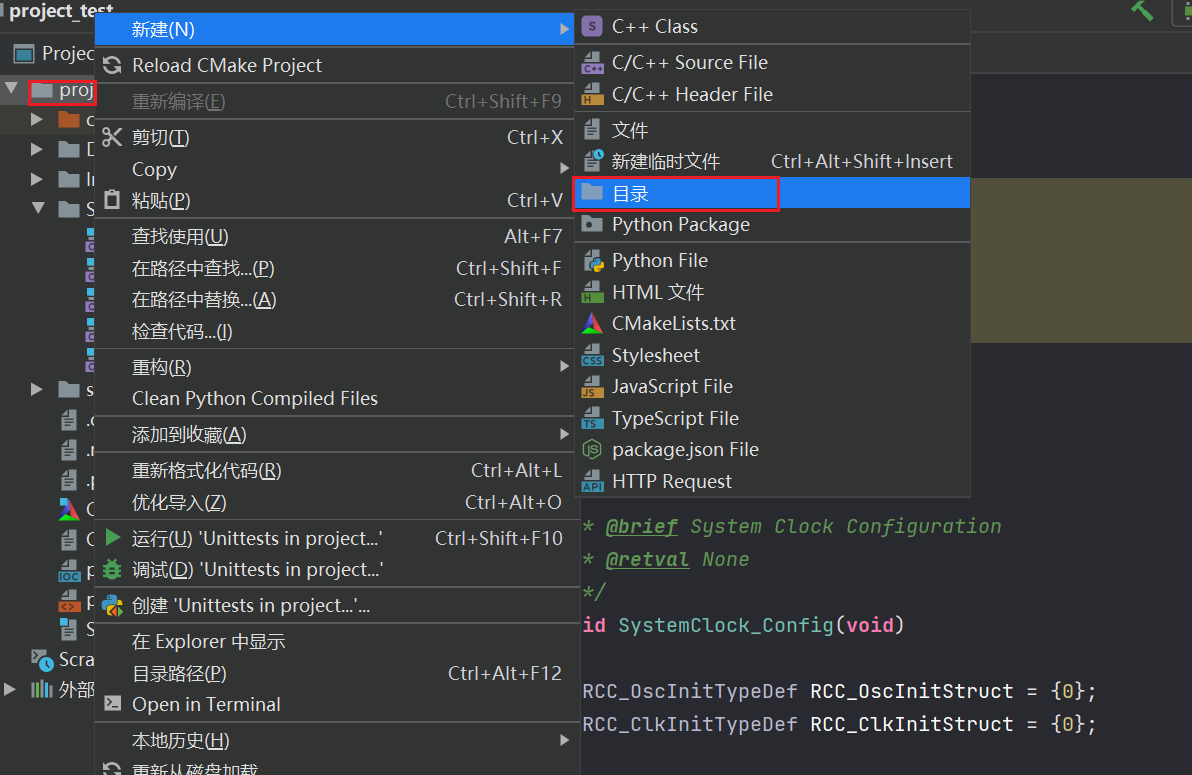 project_test
Projec
proj
新建(N)
Reload CMake Project
重新编译(E) Ctrl+Shift+F9
剪切(T) Ctrl+X
Copy
粘贴(P) Ctrl+V
查找使用(U) Alt+F7
在路径中查找...(P) Ctrl+Shift+F
在路径中替换...(A) Ctrl+Shift+R
检查代码...(I)
重构(R)
Clean Python Compiled Files
添加到收藏(A)
重新格式化代码(R) Ctrl+Alt+L
优化导入(Z) Ctrl+Alt+O
运行(U) 'Unittests in project...' Ctrl+Shift+F10
调试(D) 'Unittests in project...'
创建 'Unittests in project...'...
在 Explorer 中显示
目录路径(P) Ctrl+Alt+F12
Open in Terminal
本地历史(H)
重新从磁盘加载
Scra
外部
C++ Class
C/C++ Source File
C/C++ Header File
文件
新建临时文件 Ctrl+Alt+Shift+Insert
目录
Python Package
Python File
HTML 文件
CMakeLists.txt
Stylesheet
JavaScript File
TypeScript File
package.json File
HTTP Request
* @brief System Clock Configuration
* @retval None
*/
id SystemClock_Config(void)
RCC_OscInitTypeDef RCC_OscInitStruct = {0};
RCC_ClkInitTypeDef RCC_ClkInitStruct = {0};